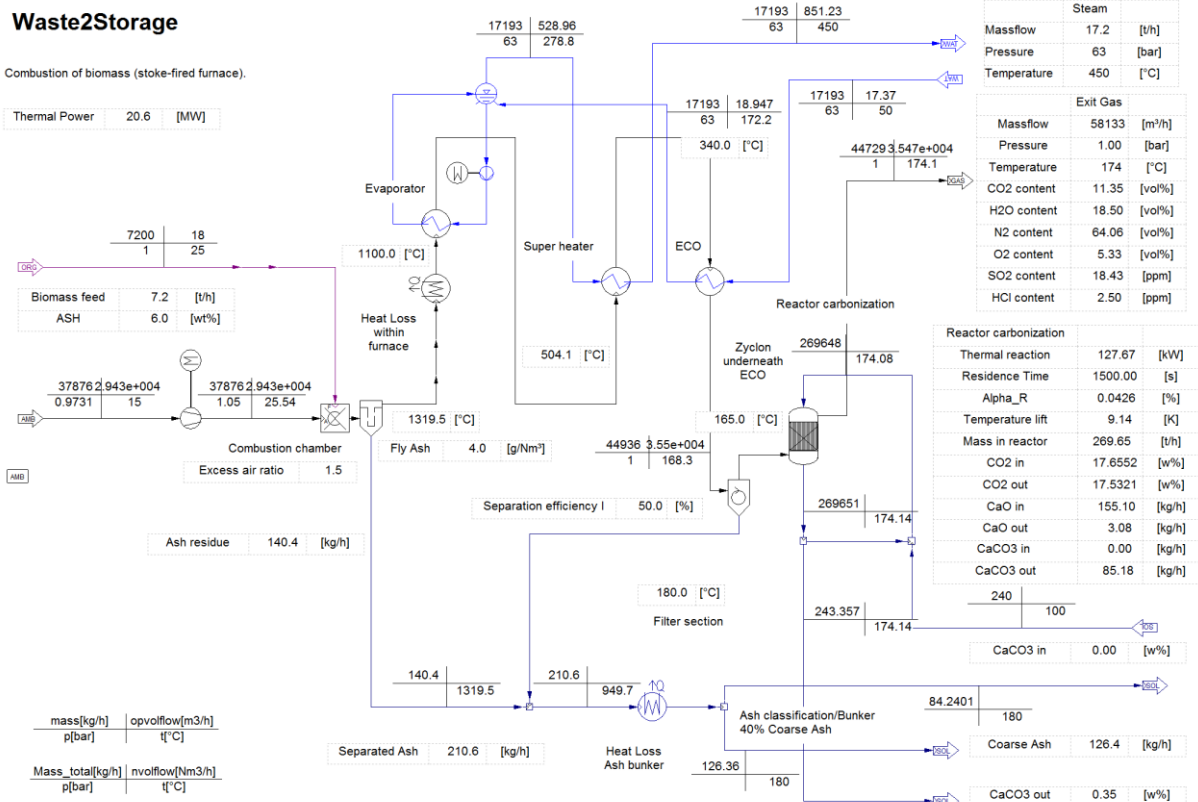 Waste2Storage
Combustion of biomass (stoke-fired furnace).
Thermal Power 20.6 [MW]
17193 528.96
63 278.8
17193 851.23
63 450
Steam
Massflow 17.2 [t/h]
Pressure 63 [bar]
Temperature 450 [°C]
17193 18.947
63 172.2
17193 17.37
63 50
340.0 [°C]
44729 3.547e+004
1 174.1
Exit Gas
Massflow 58133 [m³/h]
Pressure 1.00 [bar]
Temperature 174 [°C]
CO2 content 11.35 [vol%]
H2O content 18.50 [vol%]
N2 content 64.06 [vol%]
O2 content 5.33 [vol%]
SO2 content 18.43 [ppm]
HCl content 2.50 [ppm]
Evaporator
M
7200 18
1 25
ORG
1100.0 [°C]
Super heater
ECO
Biomass feed 7.2 [t/h]
ASH 6.0 [wt%]
Heat Loss
within
furnace
504.1 [°C]
Reactor carbonization
Zyclon
underneath
ECO
269648
174.08
Reactor carbonization
Thermal reaction 127.67 [kW]
Residence Time 1500.00 [s]
Alpha_R 0.0426 [%]
Temperature lift 9.14 [K]
Mass in reactor 269.65 [t/h]
CO2 in 17.6552 [w%]
CO2 out 17.5321 [w%]
CaO in 155.10 [kg/h]
CaO out 3.08 [kg/h]
CaCO3 in 0.00 [kg/h]
CaCO3 out 85.18 [kg/h]
37876 2.943e+004
0.9731 15
37876 2.943e+004
1.05 25.54
AMB
1319.5 [°C]
165.0 [°C]
Combustion chamber
Fly Ash 4.0 [g/Nm³]
44936 3.55e+004
1 168.3
Excess air ratio 1.5
AMB
Separation efficiency I 50.0 [%]
269651
174.14
Ash residue 140.4 [kg/h]
180.0 [°C]
Filter section
243.357
174.14
240
100
CaCO3 in 0.00 [w%]
140.4
1319.5
210.6
949.7
84.2401
180
mass[kg/h] opvolflow[m3/h]
p[bar] t[°C]
Ash classification/Bunker
40% Coarse Ash
Separated Ash 210.6 [kg/h]
Heat Loss
Ash bunker
Coarse Ash 126.4 [kg/h]
126.36
180
Mass_total[kg/h] nvolflow[Nm3/h]
p[bar] t[°C]
CaCO3 out 0.35 [w%]